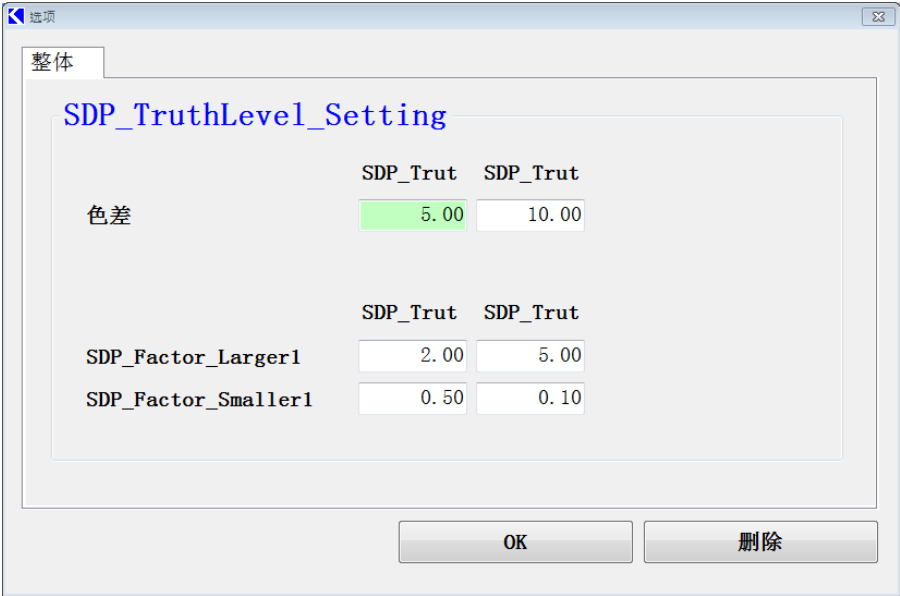 选项
整体
SDP_TruthLevel_Setting
SDP_Trut SDP_Trut
色差 5.00 10.00
SDP_Trut SDP_Trut
SDP_Factor_Larger1 2.00 5.00
SDP_Factor_Smaller1 0.50 0.10
OK 删除